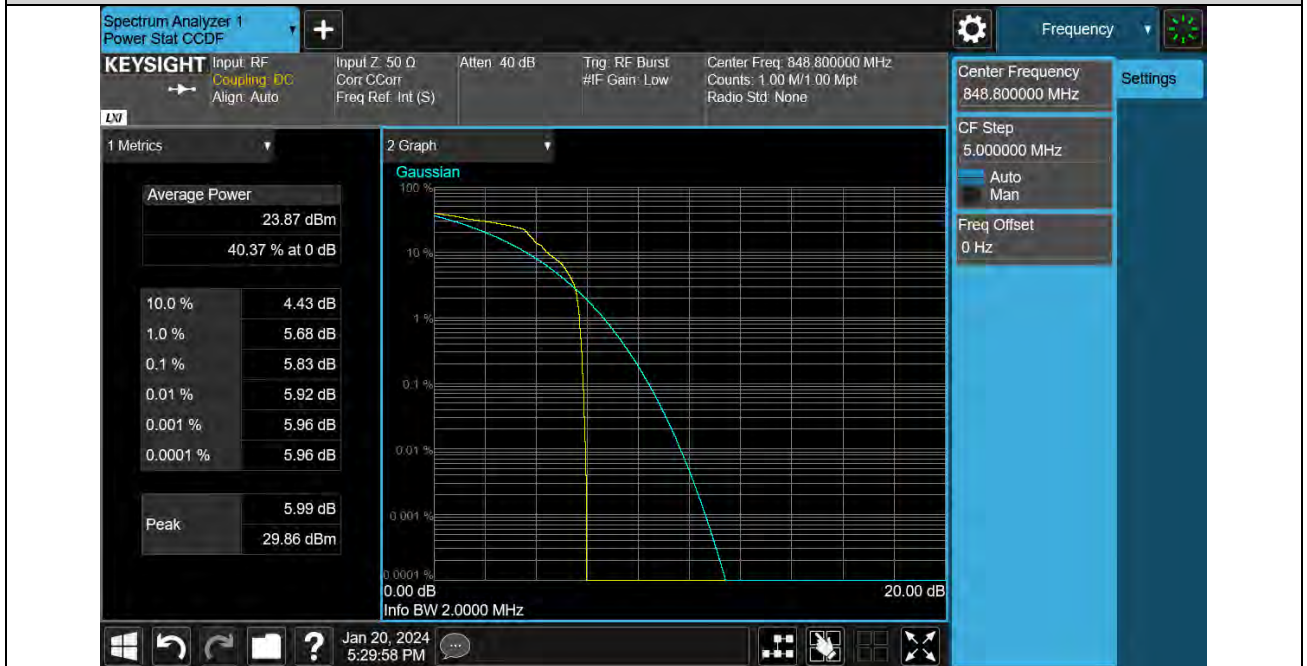 Spectrum Analyzer 1
Power Stat CCDF
Frequency
KEYSIGHT
LXI
Input: RF
Coupling: DC
Align: Auto
Input Z: 50 Ω
Corr CCorr
Freq Ref: Int (S)
Atten: 40 dB
Trig: RF Burst
#IF Gain: Low
Center Freq: 848.800000 MHz
Counts: 1.00 M/1.00 Mpt
Radio Std: None
Center Frequency
848.800000 MHz
Settings
CF Step
5.000000 MHz
Auto
Man
Freq Offset
0 Hz
1 Metrics
Average Power
23.87 dBm
40.37 % at 0 dB
10.0 % 4.43 dB
1.0 % 5.68 dB
0.1 % 5.83 dB
0.01 % 5.92 dB
0.001 % 5.96 dB
0.0001 % 5.96 dB
Peak
5.99 dB
29.86 dBm
2 Graph
Gaussian
100 %
10 %
1 %
0.1 %
0.01 %
0.001 %
0.0001 %
0.00 dB
20.00 dB
Info BW 2.0000 MHz
?
Jan 20, 2024
5:29:58 PM